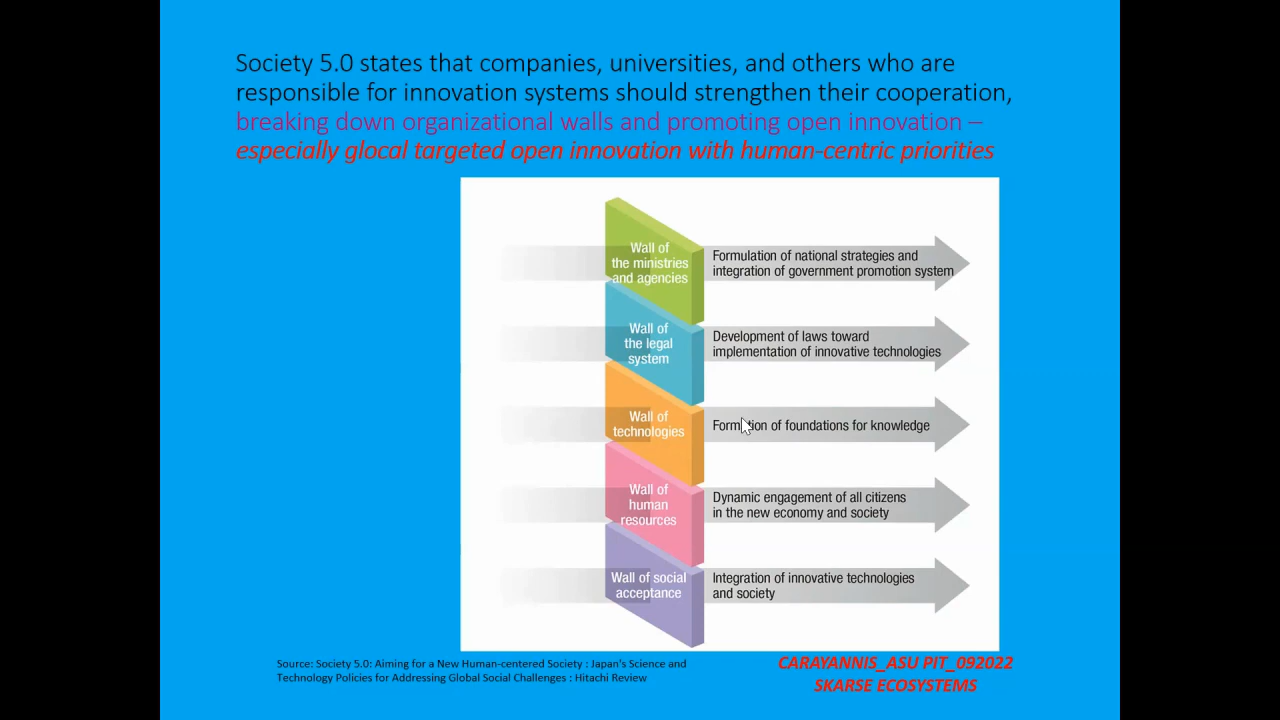 Society 5.0 states that companies, universities, and others who are
responsible for innovation systems should strengthen their cooperation,
breaking down organizational walls and promoting open innovation –
especially glocal targeted open innovation with human-centric priorities
Wall of
the ministries
and agencies
Formulation of national strategies and
integration of government promotion system
Wall of
the legal
system
Development of laws toward
implementation of innovative technologies
Wall of
technologies
Formation of foundations for knowledge
Wall of
human
resources
Dynamic engagement of all citizens
in the new economy and society
Wall of social
acceptance
Integration of innovative technologies
and society
Source: Society 5.0: Aiming for a New Human-centered Society : Japan's Science and
Technology Policies for Addressing Global Social Challenges : Hitachi Review
CARAYANNIS_ASU PIT_092022
SKARSE ECOSYSTEMS